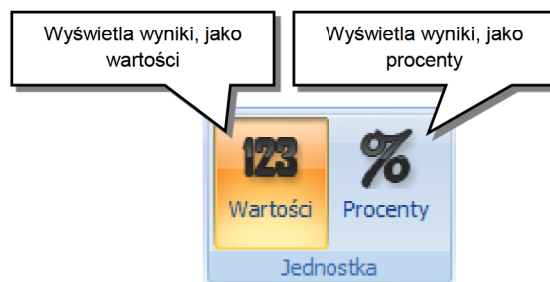 Wyświetla wyniki, jako
wartości
Wyświetla wyniki, jako
procenty
123
%
Wartości
Procenty
Jednostka